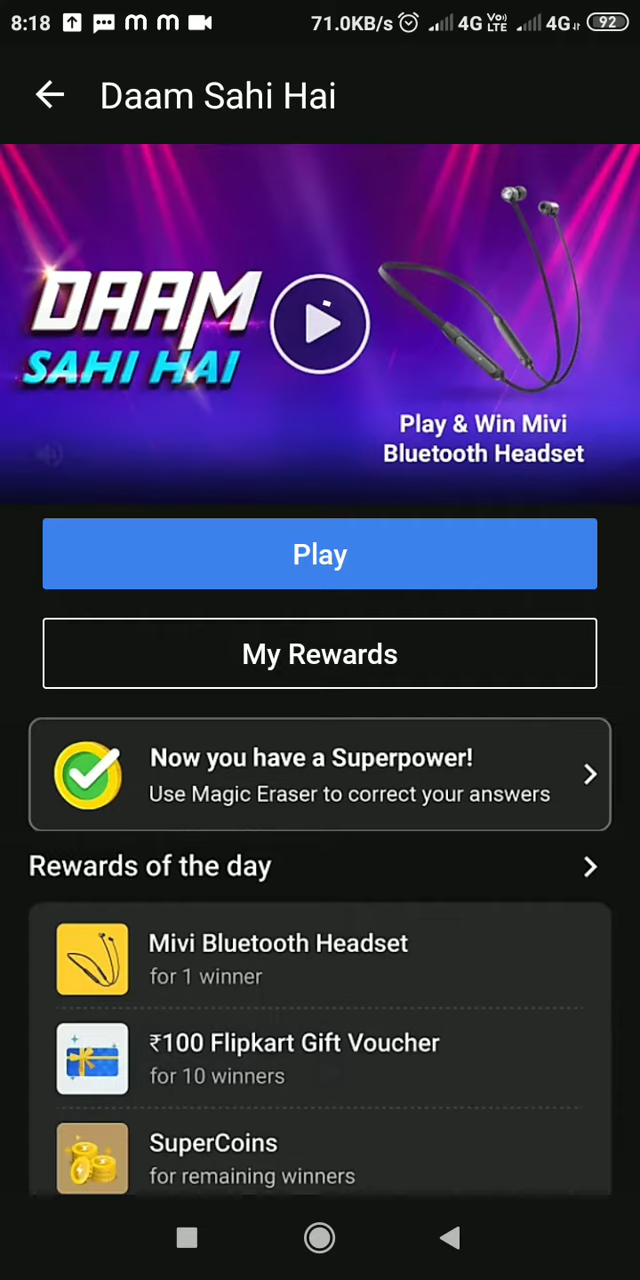 8:18 71.0KB/s 4G VoD LTE 4G 92
Daam Sahi Hai
DAAM
SAHI HAI
Play & Win Mivi
Bluetooth Headset
Play
My Rewards
Now you have a Superpower!
Use Magic Eraser to correct your answers
Rewards of the day
Mivi Bluetooth Headset
for 1 winner
₹100 Flipkart Gift Voucher
for 10 winners
SuperCoins
for remaining winners